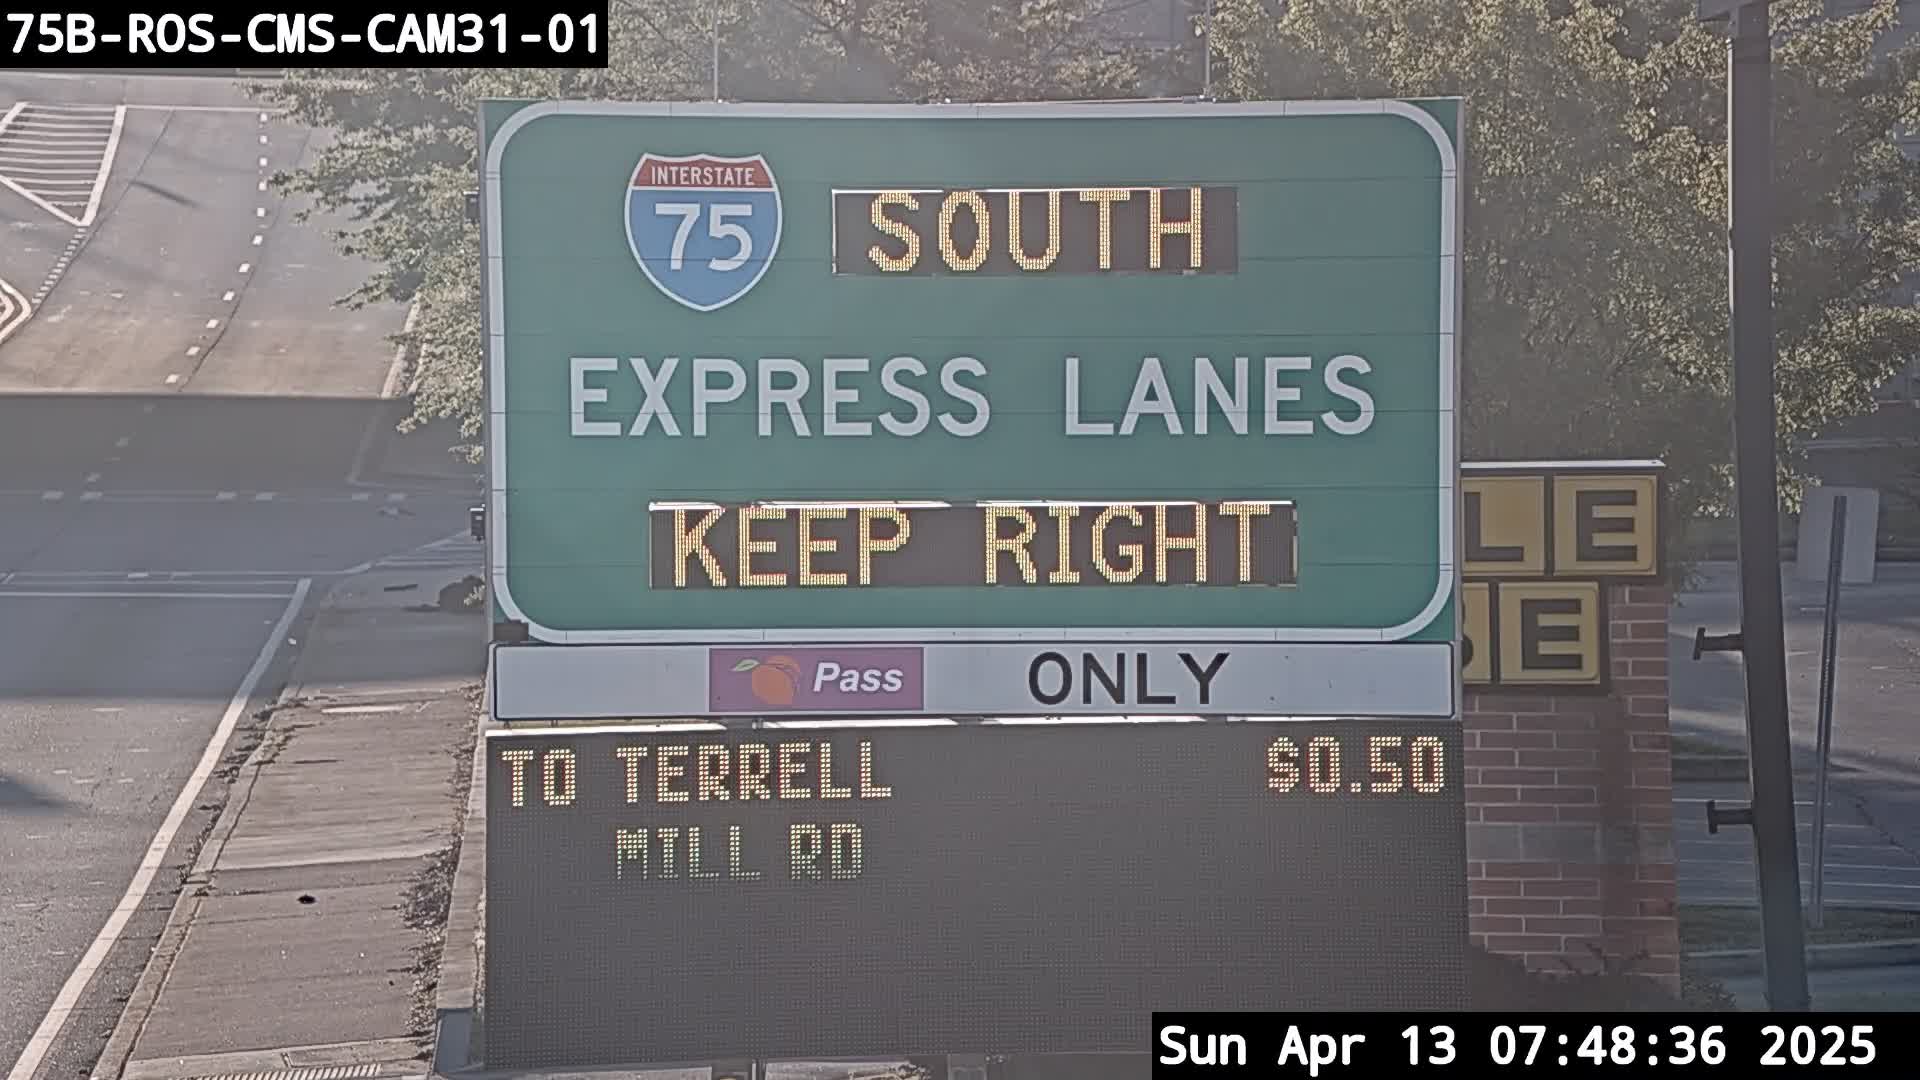 75B-ROS-CMS-CAM31-01
INTERSTATE
75
SOUTH
EXPRESS LANES
KEEP RIGHT
LE
E
Pass ONLY
TO TERRELL $0.50
MILL RD
Sun Apr 13 07:48:36 2025